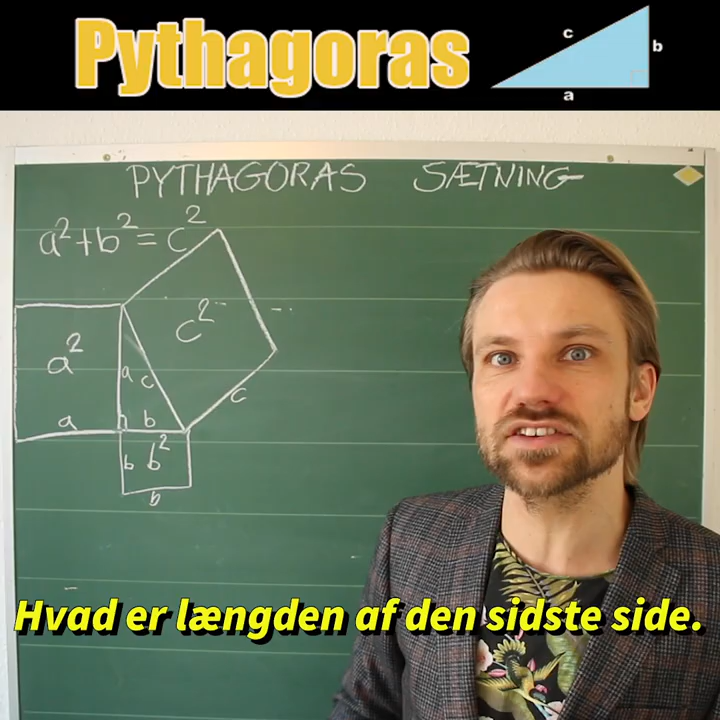 Pythagoras
c
b
a
PYTHAGORAS SÆTNING
a²+b²=c²
c²
a²
a c
c
a
b
b b²
b
Hvad er længden af den sidste side.